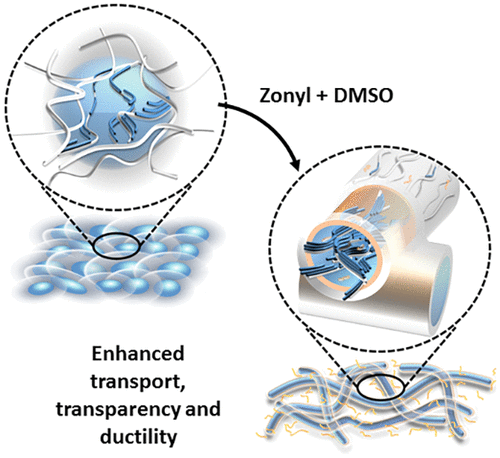 Zonyl + DMSO
Enhanced
transport,
transparency and
ductility